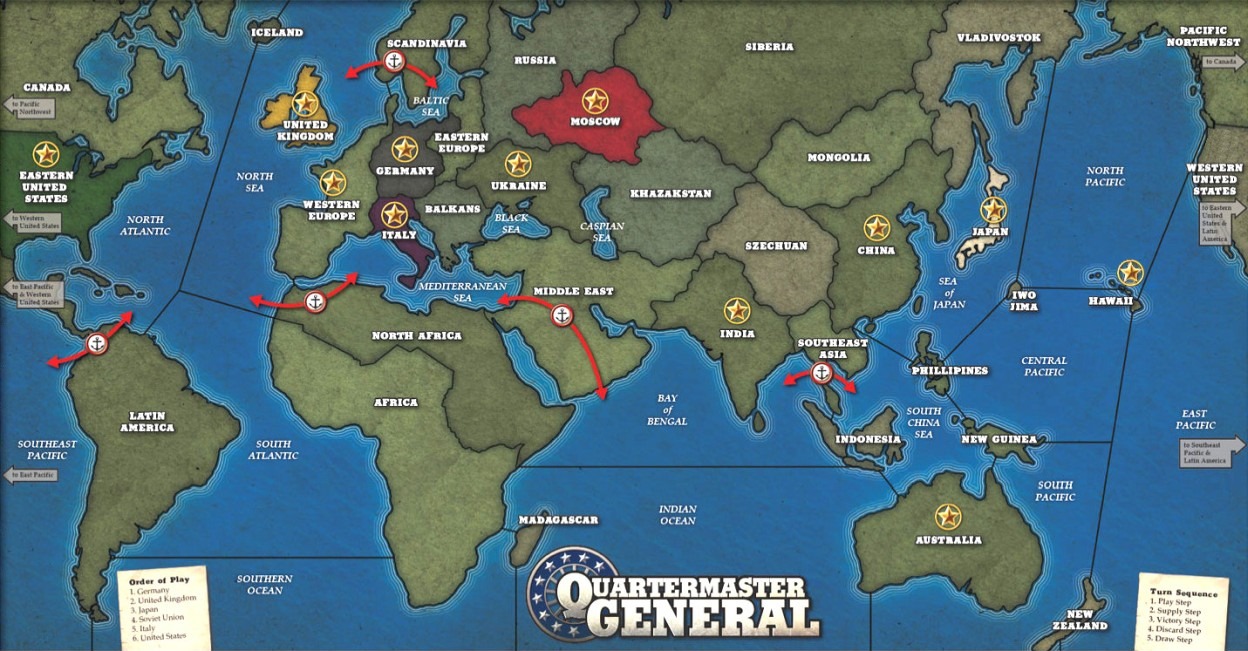 ICELAND
SCANDINAVIA
RUSSIA
SIBERIA
VLADIVOSTOK
PACIFIC
NORTHWEST
to Canada
CANADA
to Pacific
Northwest
UNITED
KINGDOM
BALTIC
SEA
MOSCOW
EASTERN
EUROPE
GERMANY
EASTERN
UNITED
STATES
NORTH
SEA
WESTERN
EUROPE
UKRAINE
KHAZAKSTAN
MONGOLIA
NORTH
PACIFIC
WESTERN
UNITED
STATES
to Eastern
United
States &
Latin
America
to Western
United States
NORTH
ATLANTIC
ITALY
BALKANS
BLACK
SEA
CASPIAN
SEA
SZECHUAN
CHINA
JAPAN
to East Pacific
& Western
United States
MEDITERRANEAN
SEA
MIDDLE EAST
SEA
of
JAPAN
IWO
JIMA
HAWAII
NORTH AFRICA
INDIA
SOUTHEAST
ASIA
PHILLIPINES
CENTRAL
PACIFIC
AFRICA
BAY
of
BENGAL
LATIN
AMERICA
SOUTHEAST
PACIFIC
SOUTH
ATLANTIC
INDONESIA
SOUTH
CHINA
SEA
NEW GUINEA
EAST
PACIFIC
to Southeast
Pacific &
Latin America
to East Pacific
SOUTH
PACIFIC
MADAGASCAR
INDIAN
OCEAN
AUSTRALIA
SOUTHERN
OCEAN
NEW
ZEALAND
Order of Play
1. Germany
2. United Kingdom
3. Japan
4. Soviet Union
5. Italy
6. United States
QUARTERMASTER
GENERAL
Turn Sequence
1. Play Step
2. Supply Step
3. Victory Step
4. Discard Step
5. Draw Step